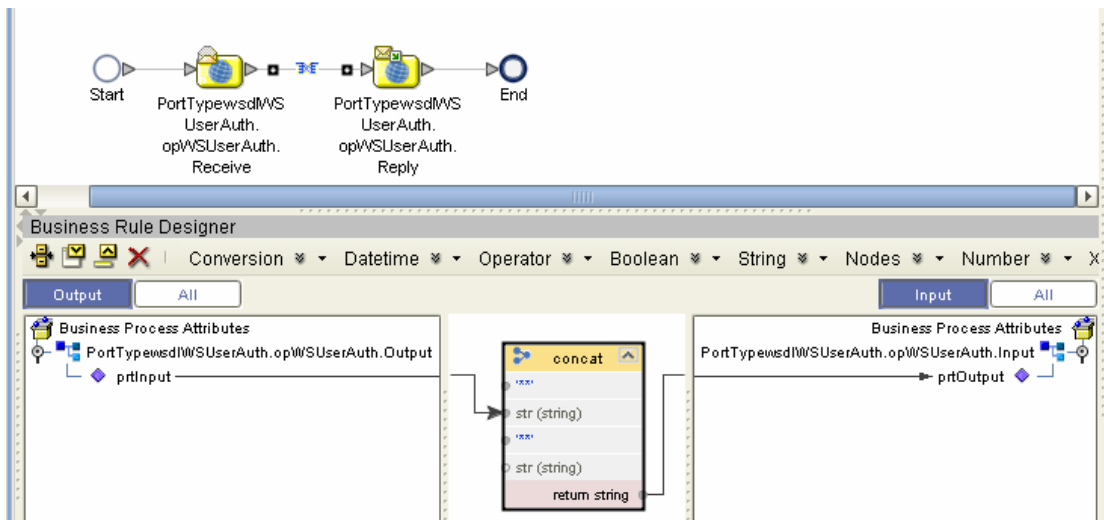 Start
PortTypewsdlWS
UserAuth.
opWSUserAuth.
Receive
PortTypewsdlWS
UserAuth.
opWSUserAuth.
Reply
End
Business Rule Designer
Conversion Datetime Operator Boolean String Nodes Number X
Output All Input All
Business Process Attributes
PortTypewsdlWSUserAuth.opWSUserAuth.Output
prtInput
concat
'**'
str (string)
'**'
str (string)
return string
Business Process Attributes
PortTypewsdlWSUserAuth.opWSUserAuth.Input
prtOutput